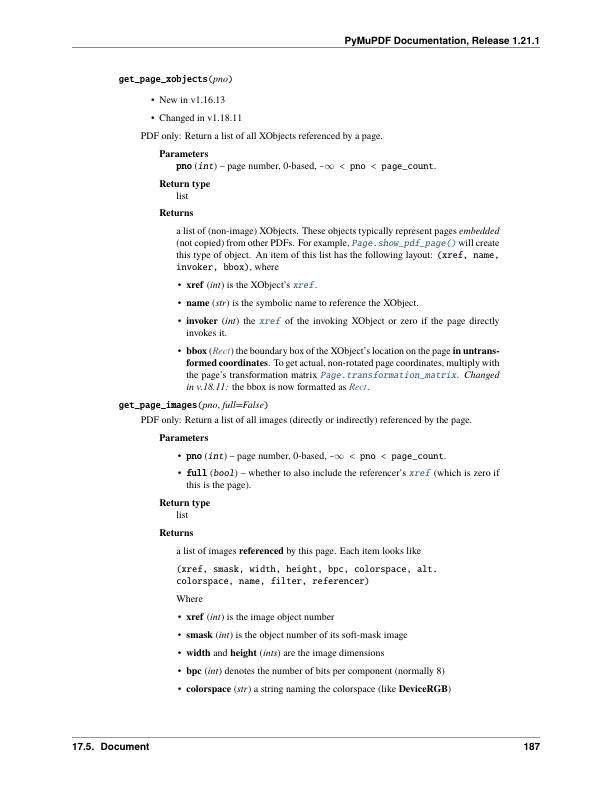 PyMuPDF Documentation, Release 1.21.1
get_page_xobjects(pno)
• New in v1.16.13
• Changed in v1.18.11
PDF only: Return a list of all XObjects referenced by a page.
Parameters
pno (int) – page number, 0-based, -∞ < pno < page_count.
Return type
list
Returns
a list of (non-image) XObjects. These objects typically represent pages embedded
(not copied) from other PDFs. For example, Page.show_pdf_page() will create
this type of object. An item of this list has the following layout: (xref, name,
invoker, bbox), where
• xref (int) is the XObject's xref.
• name (str) is the symbolic name to reference the XObject.
• invoker (int) the xref of the invoking XObject or zero if the page directly
invokes it.
• bbox (Rect) the boundary box of the XObject's location on the page in untrans-
formed coordinates. To get actual, non-rotated page coordinates, multiply with
the page's transformation matrix Page.transformation_matrix. Changed
in v.18.11: the bbox is now formatted as Rect.
get_page_images(pno, full=False)
PDF only: Return a list of all images (directly or indirectly) referenced by the page.
Parameters
• pno (int) – page number, 0-based, -∞ < pno < page_count.
• full (bool) – whether to also include the referencer's xref (which is zero if
this is the page).
Return type
list
Returns
a list of images referenced by this page. Each item looks like
(xref, smask, width, height, bpc, colorspace, alt.
colorspace, name, filter, referencer)
Where
• xref (int) is the image object number
• smask (int) is the object number of its soft-mask image
• width and height (ints) are the image dimensions
• bpc (int) denotes the number of bits per component (normally 8)
• colorspace (str) a string naming the colorspace (like DeviceRGB)
17.5. Document 187